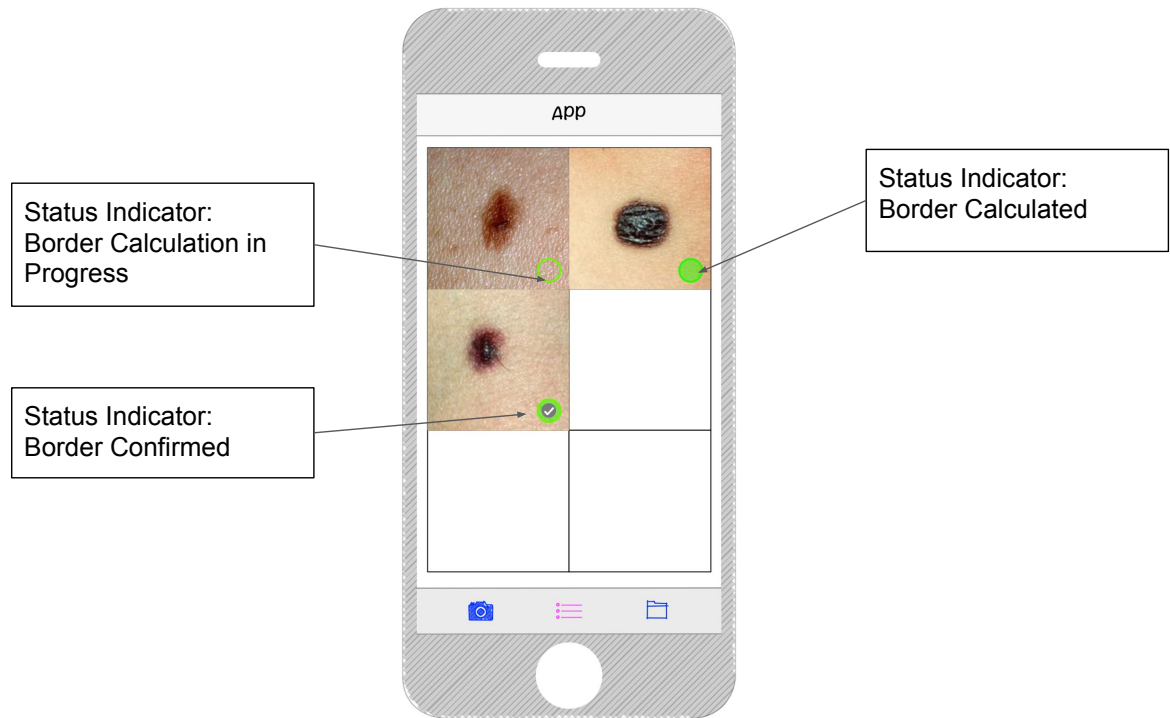 App
Status Indicator:
Border Calculation in
Progress
Status Indicator:
Border Calculated
Status Indicator:
Border Confirmed